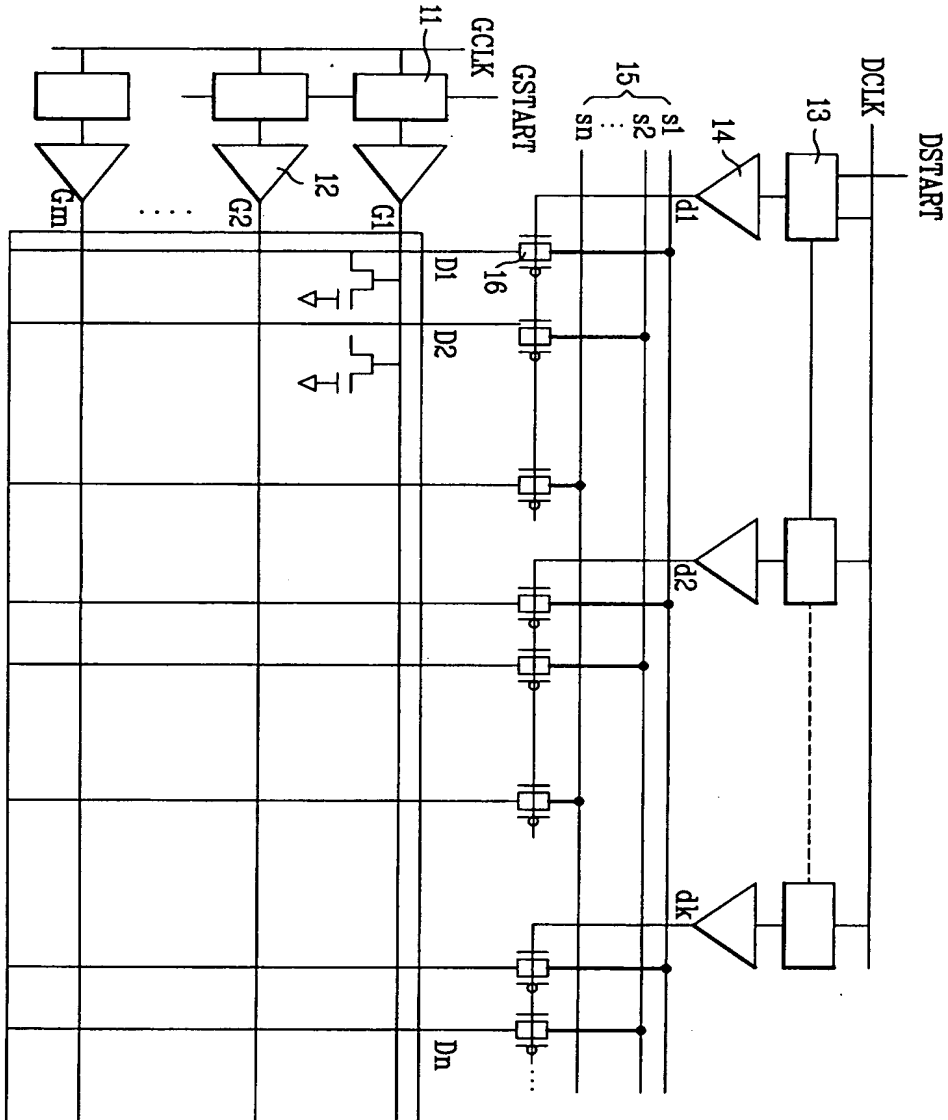 DSTART
DCLK
13
14
d1
d2
dk
s1
s2
⋮
sn
15
16
....
GSTART
GCLK
11
12
G1
G2
....
Gm
D1
D2
Dn